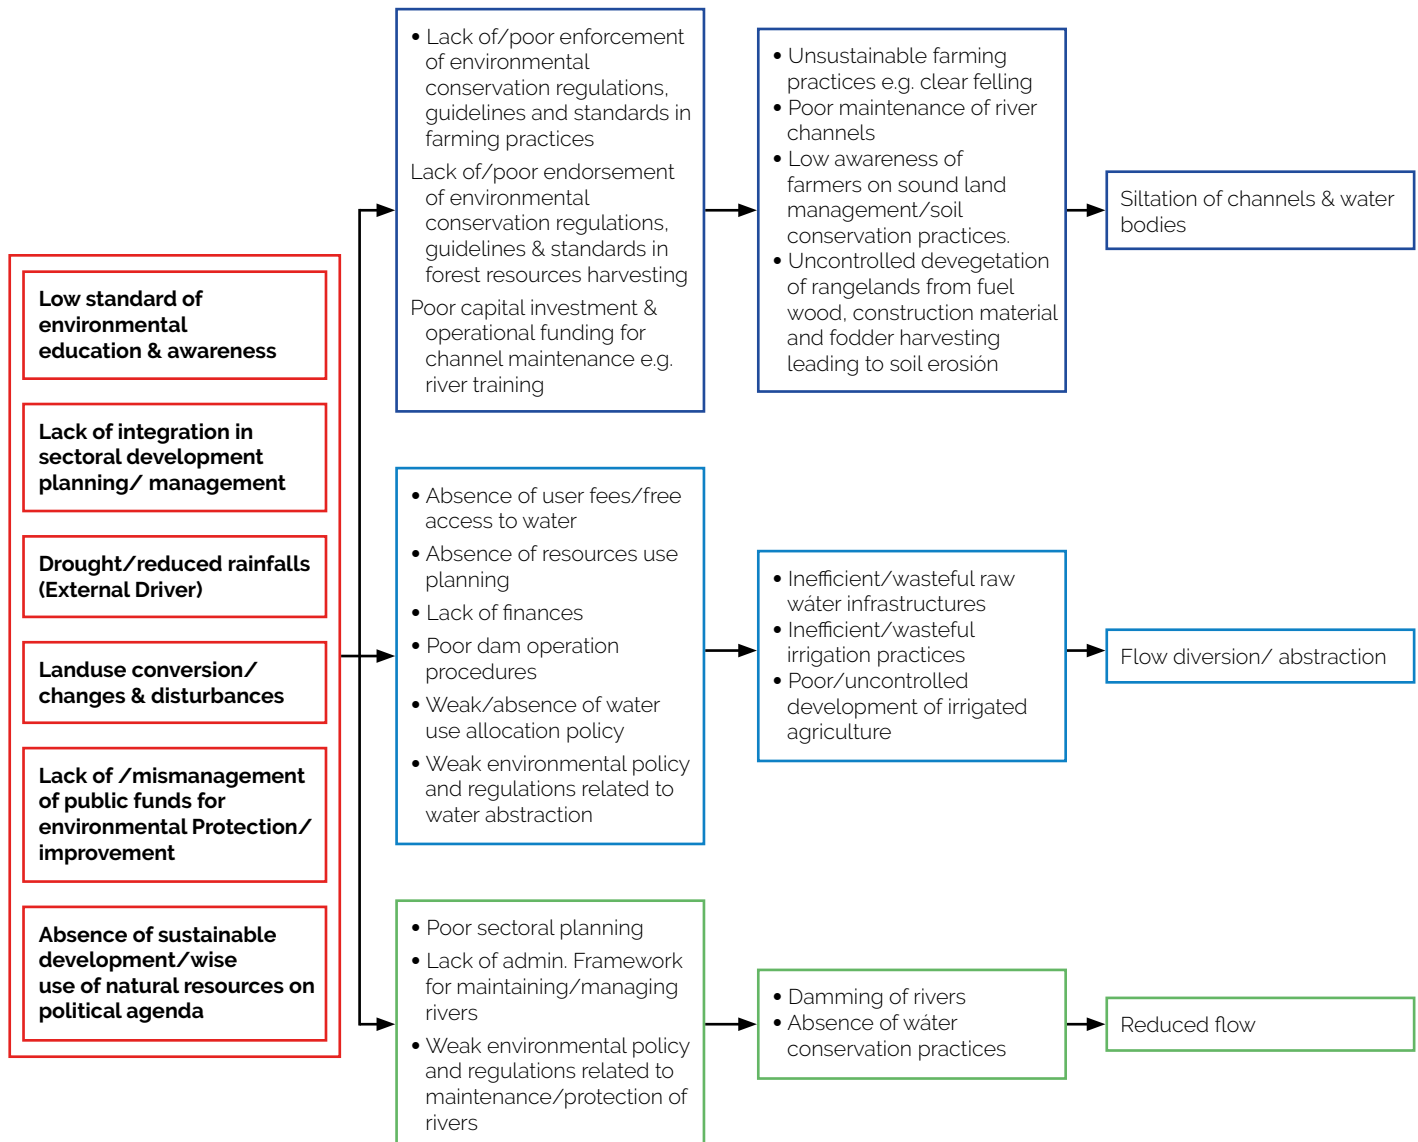 Low standard of
environmental
education & awareness
Lack of integration in
sectoral development
planning/ management
Drought/reduced rainfalls
(External Driver)
Landuse conversion/
changes & disturbances
Lack of /mismanagement
of public funds for
environmental Protection/
improvement
Absence of sustainable
development/wise
use of natural resources on
political agenda
• Lack of/poor enforcement
of environmental
conservation regulations,
guidelines and standards in
farming practices
Lack of/poor endorsement
of environmental
conservation regulations,
guidelines & standards in
forest resources harvesting
Poor capital investment &
operational funding for
channel maintenance e.g.
river training
• Unsustainable farming
practices e.g. clear felling
• Poor maintenance of river
channels
• Low awareness of
farmers on sound land
management/soil
conservation practices.
• Uncontrolled devegetation
of rangelands from fuel
wood, construction material
and fodder harvesting
leading to soil erosión
Siltation of channels & water
bodies
• Absence of user fees/free
access to water
• Absence of resources use
planning
• Lack of finances
• Poor dam operation
procedures
• Weak/absence of water
use allocation policy
• Weak environmental policy
and regulations related to
water abstraction
• Inefficient/wasteful raw
wáter infrastructures
• Inefficient/wasteful
irrigation practices
• Poor/uncontrolled
development of irrigated
agriculture
Flow diversion/ abstraction
• Poor sectoral planning
• Lack of admin. Framework
for maintaining/managing
rivers
• Weak environmental policy
and regulations related to
maintenance/protection of
rivers
• Damming of rivers
• Absence of wáter
conservation practices
Reduced flow